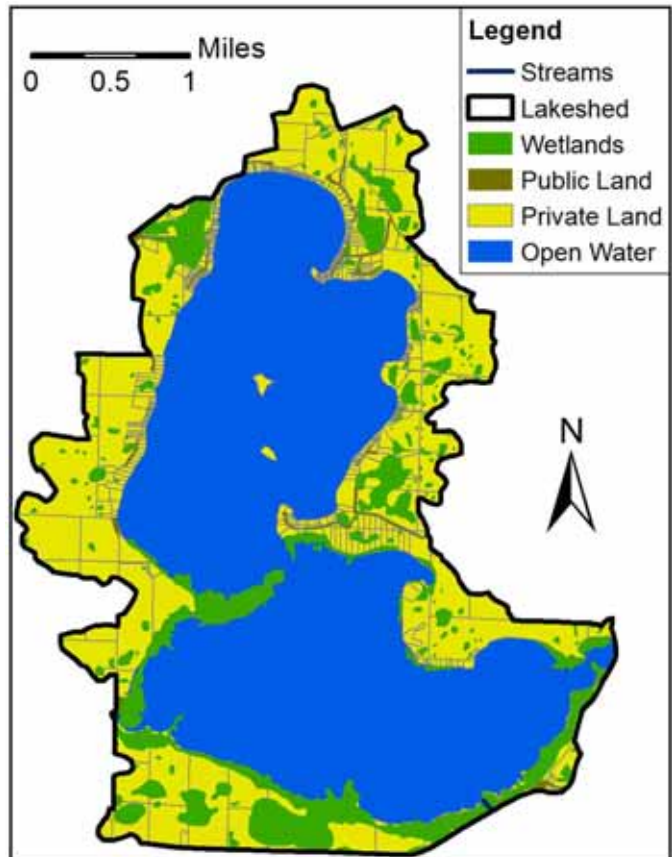 Miles
0 0.5 1
Legend
Streams
Lakeshed
Wetlands
Public Land
Private Land
Open Water
N